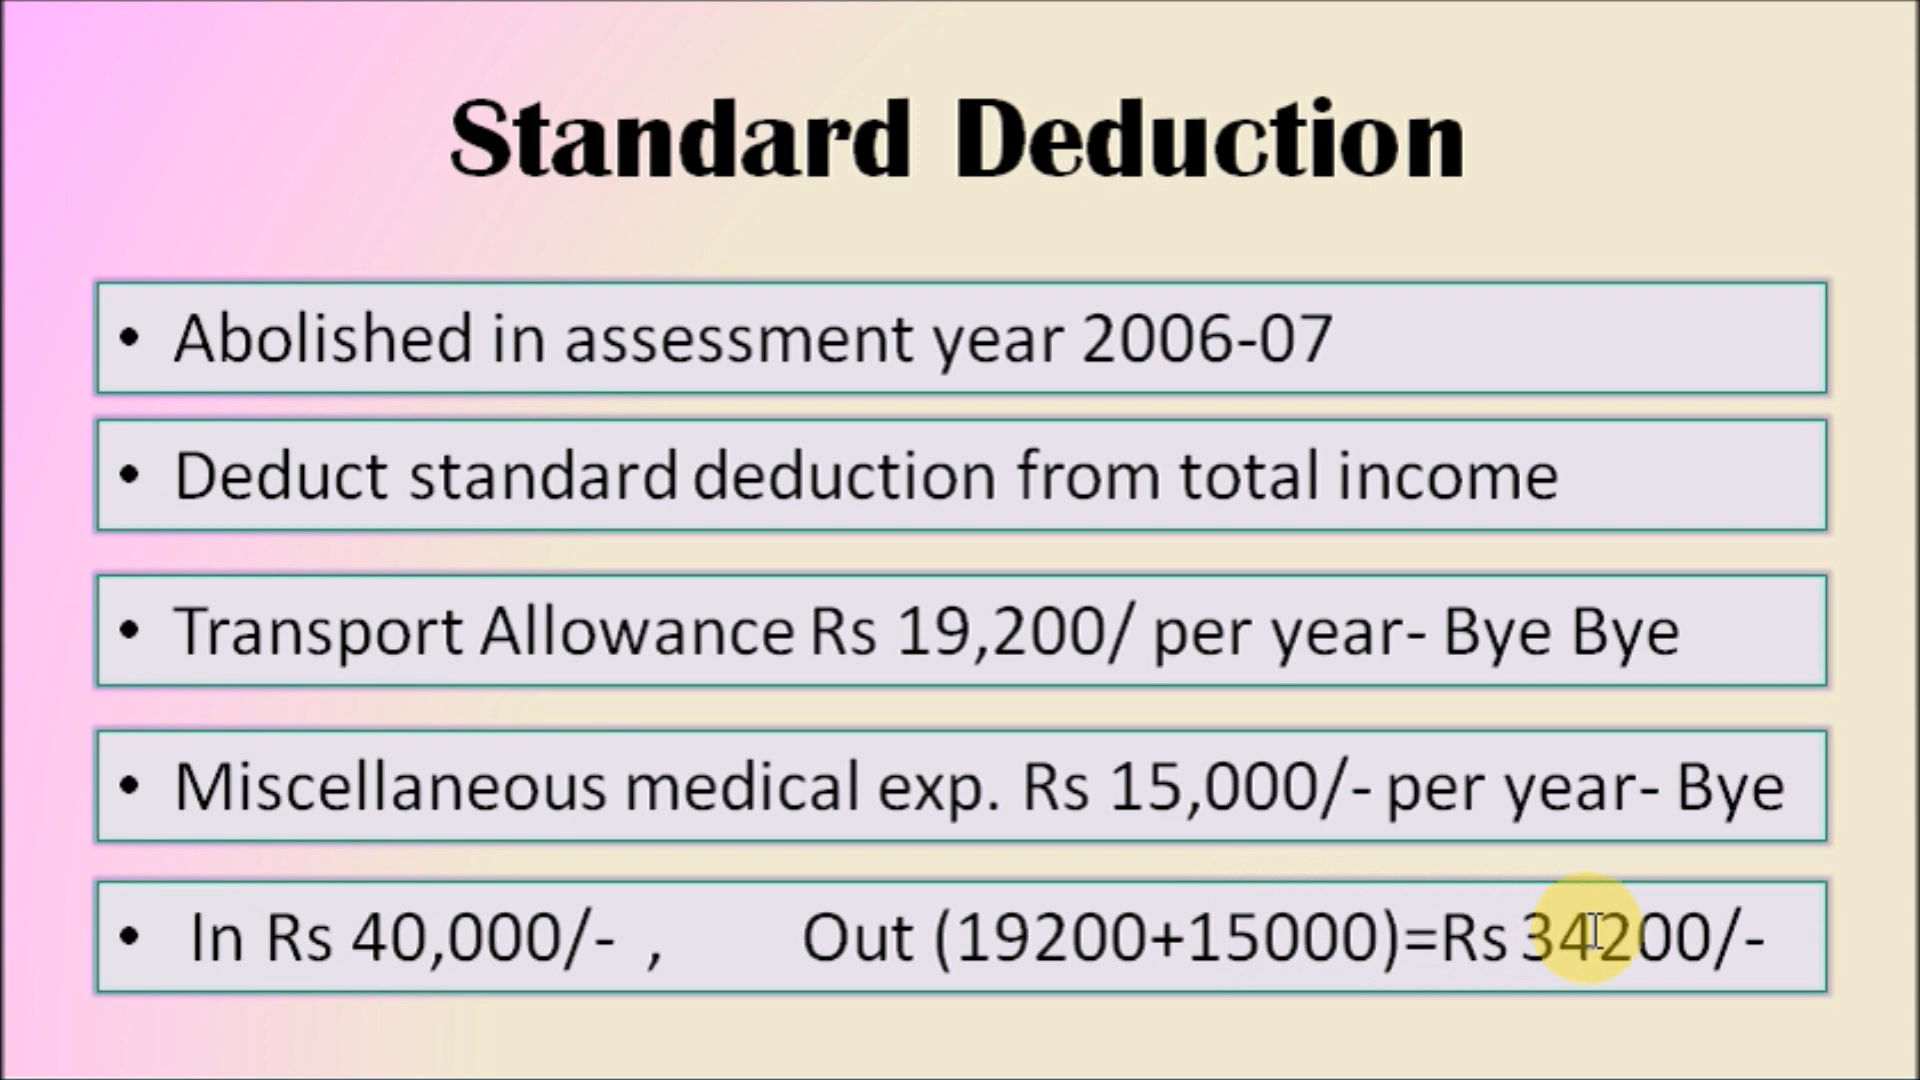 Standard Deduction
• Abolished in assessment year 2006-07
• Deduct standard deduction from total income
• Transport Allowance Rs 19,200/ per year- Bye Bye
• Miscellaneous medical exp. Rs 15,000/- per year- Bye
• In Rs 40,000/- , Out (19200+15000)=Rs 34200/-